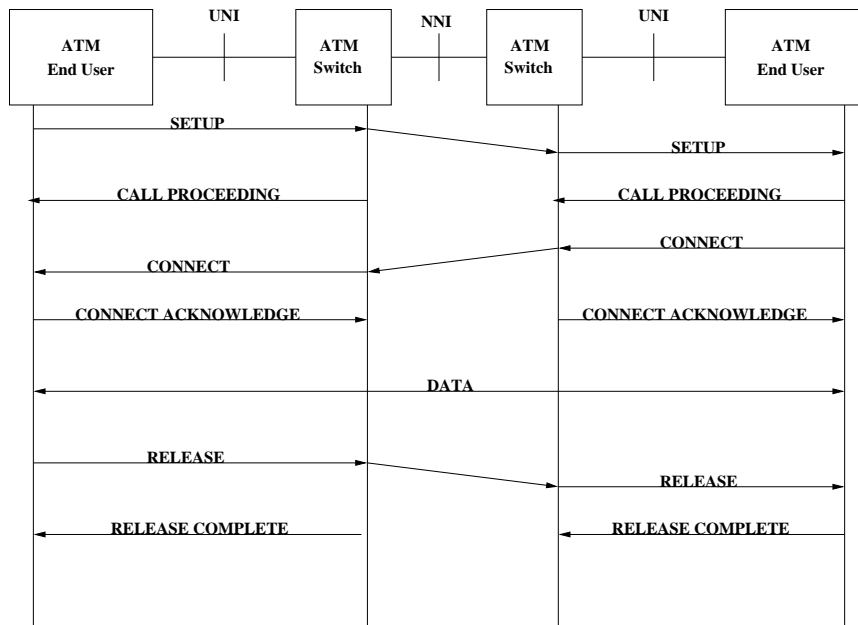 UNI
NNI
UNI
ATM
End User
ATM
Switch
ATM
Switch
ATM
End User
SETUP
SETUP
CALL PROCEEDING
CALL PROCEEDING
CONNECT
CONNECT
CONNECT ACKNOWLEDGE
CONNECT ACKNOWLEDGE
DATA
RELEASE
RELEASE
RELEASE COMPLETE
RELEASE COMPLETE